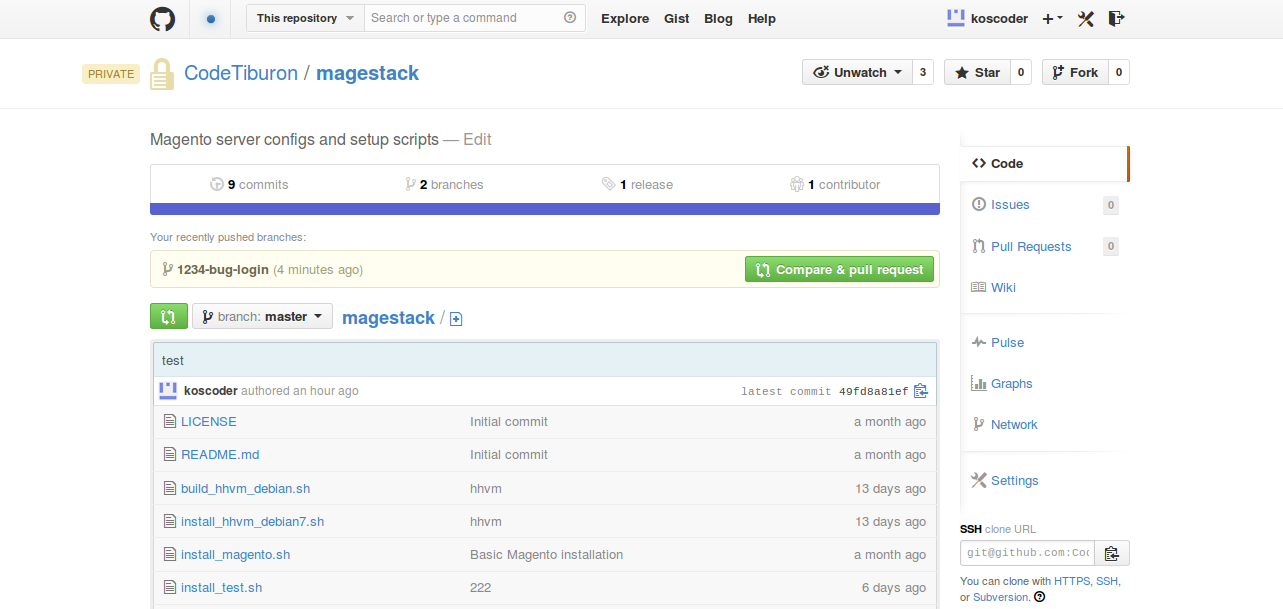 This repository Search or type a command Explore Gist Blog Help koscoder
PRIVATE CodeTiburon / magestack Unwatch 3 Star 0 Fork 0
Magento server configs and setup scripts — Edit
9 commits 2 branches 1 release 1 contributor
Your recently pushed branches:
1234-bug-login (4 minutes ago) Compare & pull request
branch: master magestack /
test
koscoder authored an hour ago latest commit 49fd8a81ef
LICENSE Initial commit a month ago
README.md Initial commit a month ago
build_hhvm_debian.sh hhvm 13 days ago
install_hhvm_debian7.sh hhvm 13 days ago
install_magento.sh Basic Magento installation a month ago
install_test.sh 222 6 days ago
Code
Issues 0
Pull Requests 0
Wiki
Pulse
Graphs
Network
Settings
SSH clone URL
git@github.com:Coc
You can clone with HTTPS, SSH,
or Subversion.